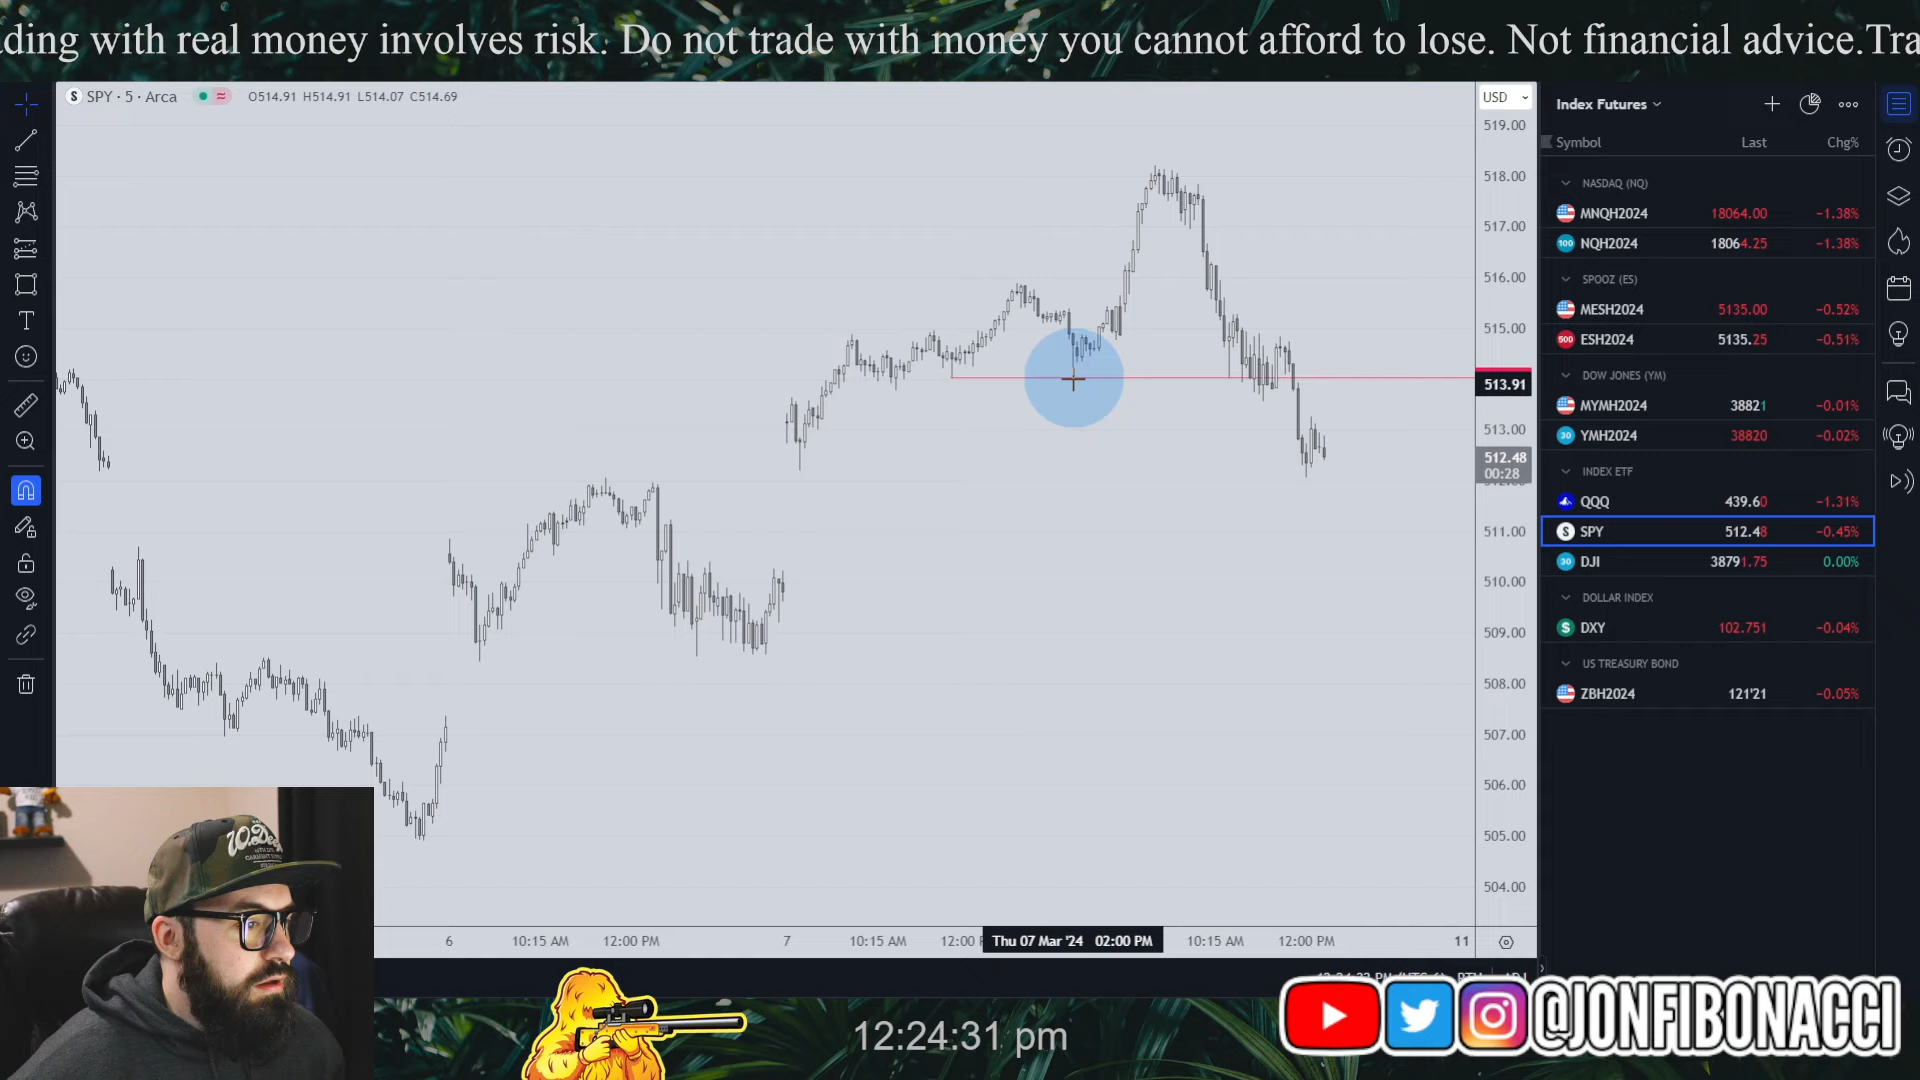 ding with real money involves risk. Do not trade with money you cannot afford to lose. Not financial advice.Tra
S SPY · 5 · Arca O514.91 H514.91 L514.07 C514.69
USD
519.00
518.00
517.00
516.00
515.00
513.91
513.00
512.48
00:28
511.00
510.00
509.00
508.00
507.00
506.00
505.00
504.00
6 10:15 AM 12:00 PM 7 10:15 AM 12:00 Thu 07 Mar '24 02:00 PM 10:15 AM 12:00 PM 11
Index Futures
Symbol Last Chg%
NASDAQ (NQ)
MNQH2024 18064.00 −1.38%
100 NQH2024 18064.25 −1.38%
SPOOZ (ES)
MESH2024 5135.00 −0.52%
500 ESH2024 5135.25 −0.51%
DOW JONES (YM)
MYMH2024 38821 −0.01%
30 YMH2024 38820 −0.02%
INDEX ETF
QQQ 439.60 −1.31%
S SPY 512.48 −0.45%
30 DJI 38791.75 0.00%
DOLLAR INDEX
$ DXY 102.751 −0.04%
US TREASURY BOND
ZBH2024 121'21 −0.05%
12:24:31 pm
@JONFIBONACCI